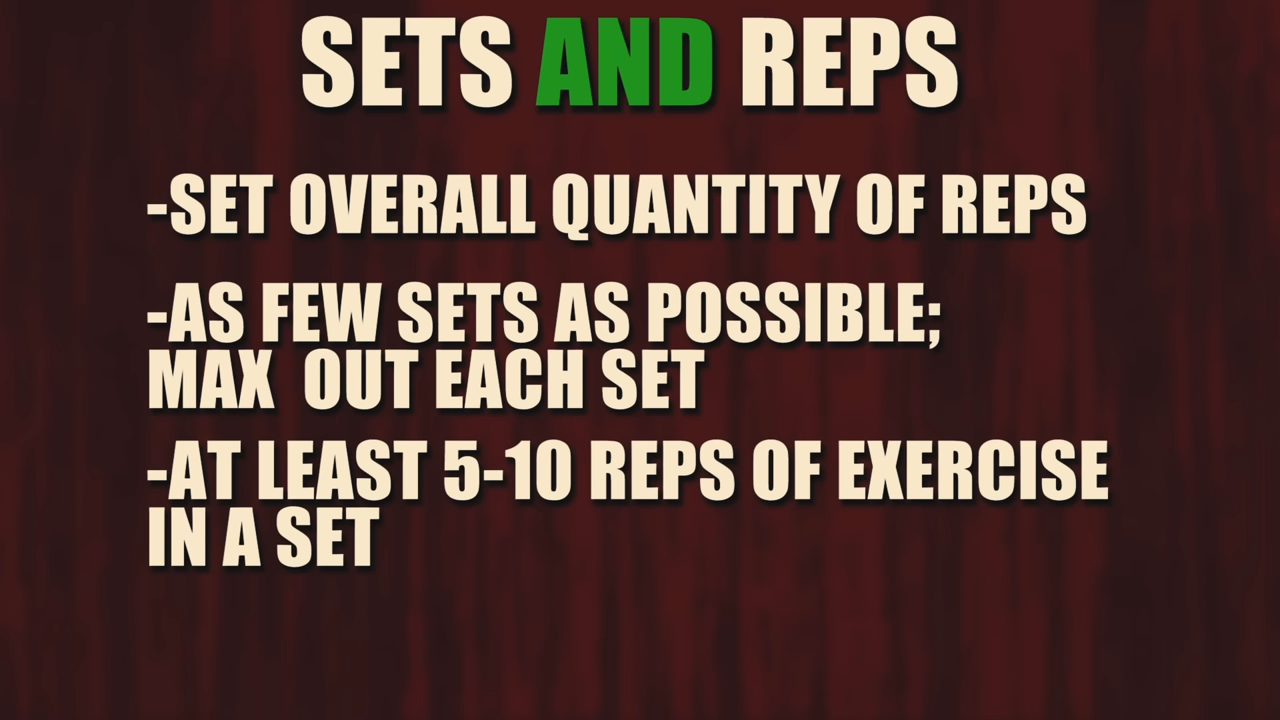 SETS AND REPS
-SET OVERALL QUANTITY OF REPS
-AS FEW SETS AS POSSIBLE;
MAX  OUT EACH SET
-AT LEAST 5-10 REPS OF EXERCISE
IN A SET